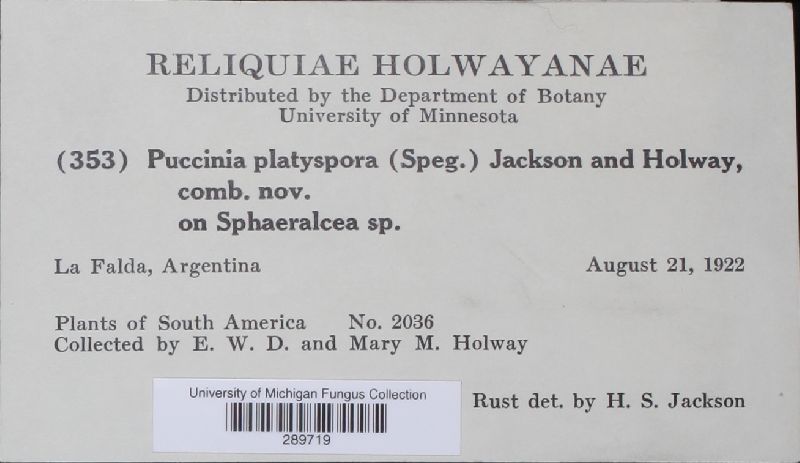 RELIQUIAE HOLWAYANAE
Distributed by the Department of Botany
University of Minnesota
(353) Puccinia platyspora (Speg.) Jackson and Holway,
comb. nov.
on Sphaeralcea sp.
La Falda, Argentina August 21, 1922
Plants of South America No. 2036
Collected by E. W. D. and Mary M. Holway
Rust det. by H. S. Jackson
University of Michigan Fungus Collection
289719